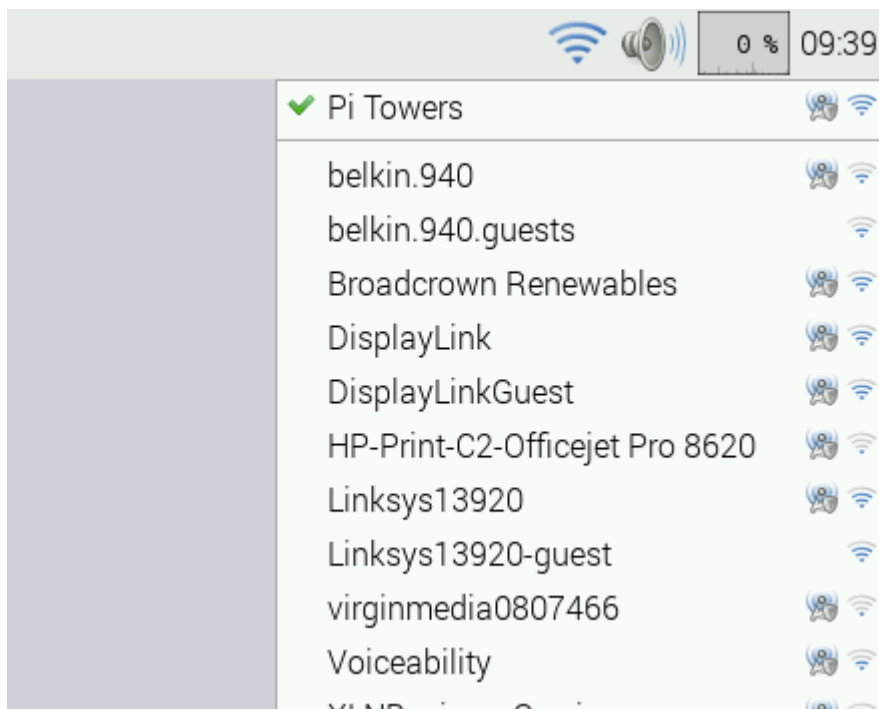 0 % 09:39
Pi Towers
belkin.940
belkin.940.guests
Broadcrown Renewables
DisplayLink
DisplayLinkGuest
HP-Print-C2-Officejet Pro 8620
Linksys13920
Linksys13920-guest
virginmedia0807466
Voiceability